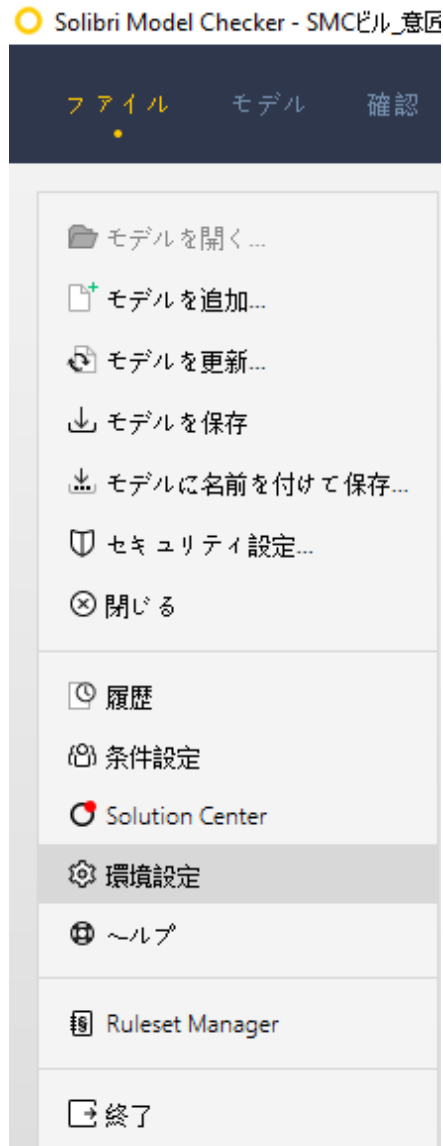 Solibri Model Checker - SMCビル_意匠
ファイル モデル 確認
モデルを開く...
モデルを追加...
モデルを更新...
モデルを保存
モデルに名前を付けて保存...
セキュリティ設定...
閉じる
履歴
条件設定
Solution Center
環境設定
ヘルプ
Ruleset Manager
終了